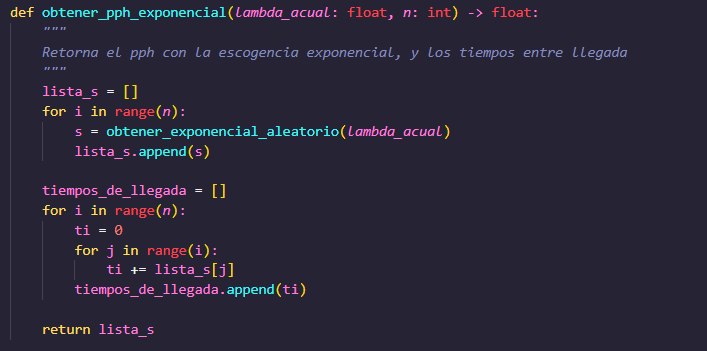 def obtener_pph_exponencial(lambda_acual: float, n: int) -> float:
    """
    Retorna el pph con la escogencia exponencial, y los tiempos entre llegada
    """
    lista_s = []
    for i in range(n):
        s = obtener_exponencial_aleatorio(lambda_acual)
        lista_s.append(s)

    tiempos_de_llegada = []
    for i in range(n):
        ti = 0
        for j in range(i):
            ti += lista_s[j]
        tiempos_de_llegada.append(ti)

    return lista_s